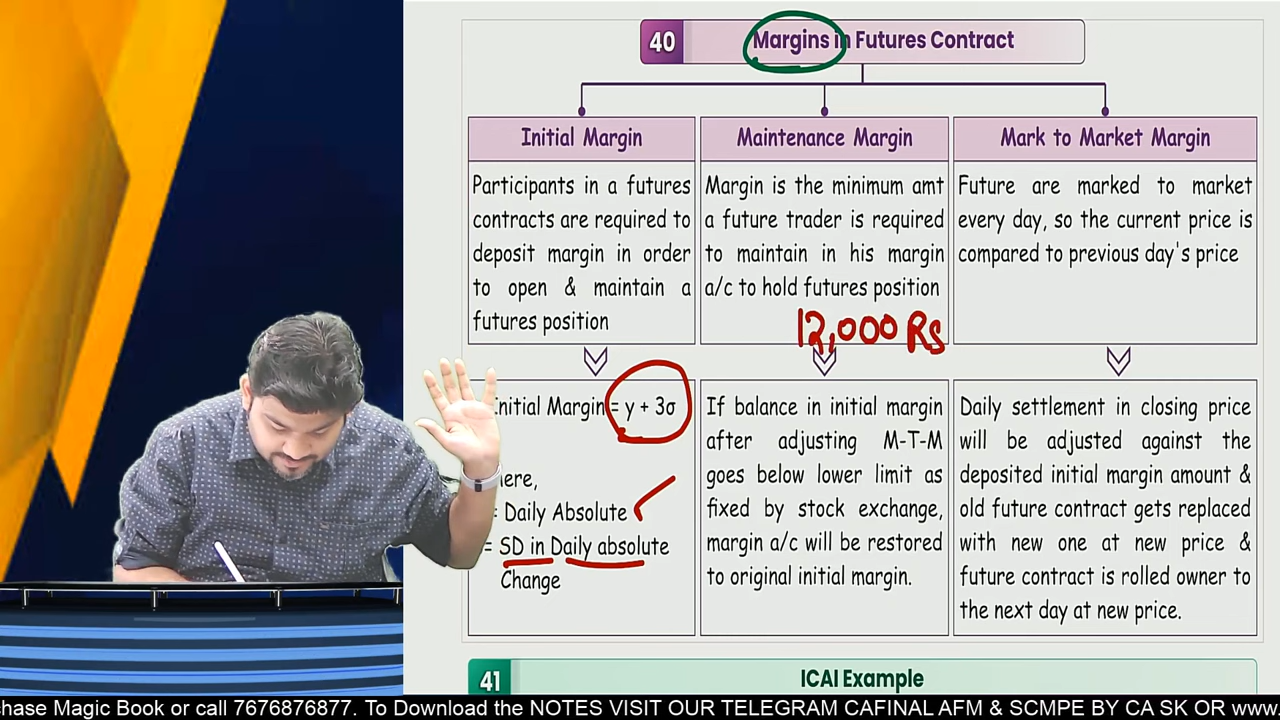 40 Margins in Futures Contract
Initial Margin
Participants in a futures
contracts are required to
deposit margin in order
to open & maintain a
futures position
Initial Margin = y + 3σ
ere,
= Daily Absolute
= SD in Daily absolute
Change
Maintenance Margin
Margin is the minimum amt
a future trader is required
to maintain in his margin
a/c to hold futures position
12,000 Rs
If balance in initial margin
after adjusting M-T-M
goes below lower limit as
fixed by stock exchange,
margin a/c will be restored
to original initial margin.
Mark to Market Margin
Future are marked to market
every day, so the current price is
compared to previous day's price
Daily settlement in closing price
will be adjusted against the
deposited initial margin amount &
old future contract gets replaced
with new one at new price &
future contract is rolled owner to
the next day at new price.
41 ICAI Example
hase Magic Book or call 7676876877. To Download the NOTES VISIT OUR TELEGRAM CAFINAL AFM & SCMPE BY CA SK OR www.